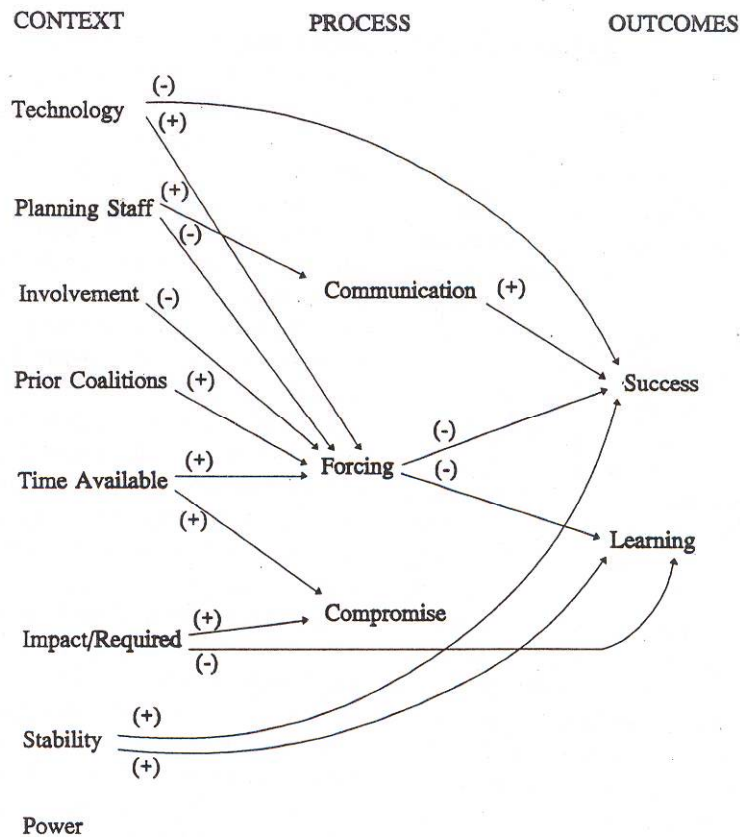 CONTEXT PROCESS OUTCOMES
(-)
Technology (+)
(+)
Planning Staff
(-)
Involvement (-) Communication (+)
Prior Coalitions (+) Success
(-)
(+) Forcing (-)
Time Available
(+)
Learning
(+) Compromise
Impact/Required
(-)
(+)
Stability
(+)
Power